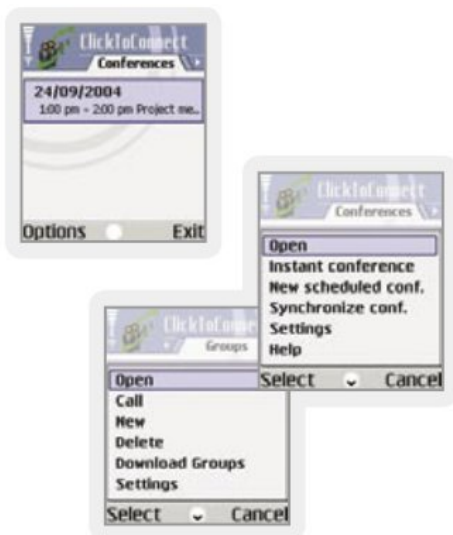 ClickToConnect
Conferences
24/09/2004
1:00 pm - 2:00 pm Project me..
Options
Exit
ClickToConnect
Conferences
Open
Instant conference
New scheduled conf.
Synchronize conf.
Settings
Help
Select
Cancel
ClickToConne
Groups
Open
Call
New
Delete
Download Groups
Settings
Select
Cancel